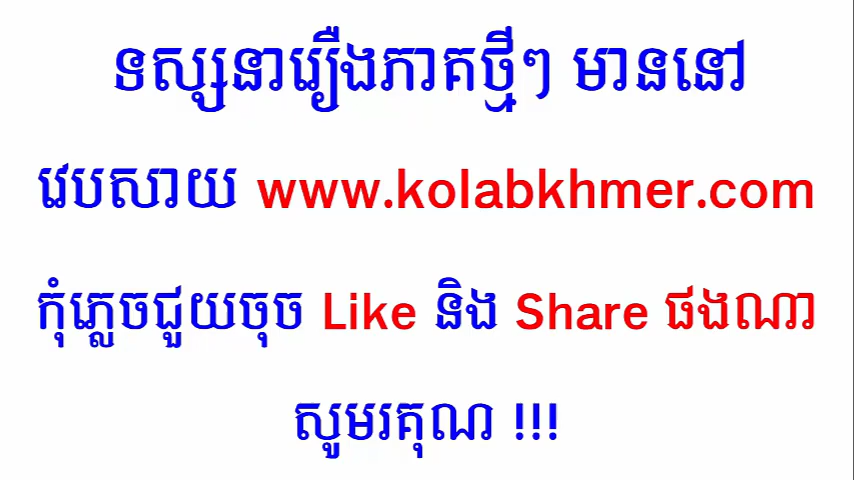 ទស្សនារឿងភាគថ្មីៗ មាននៅ
វេបសាយ www.kolabkhmer.com
កុំភ្លេចជួយចុច Like និង Share ផងណា
សូមរគុណ !!!